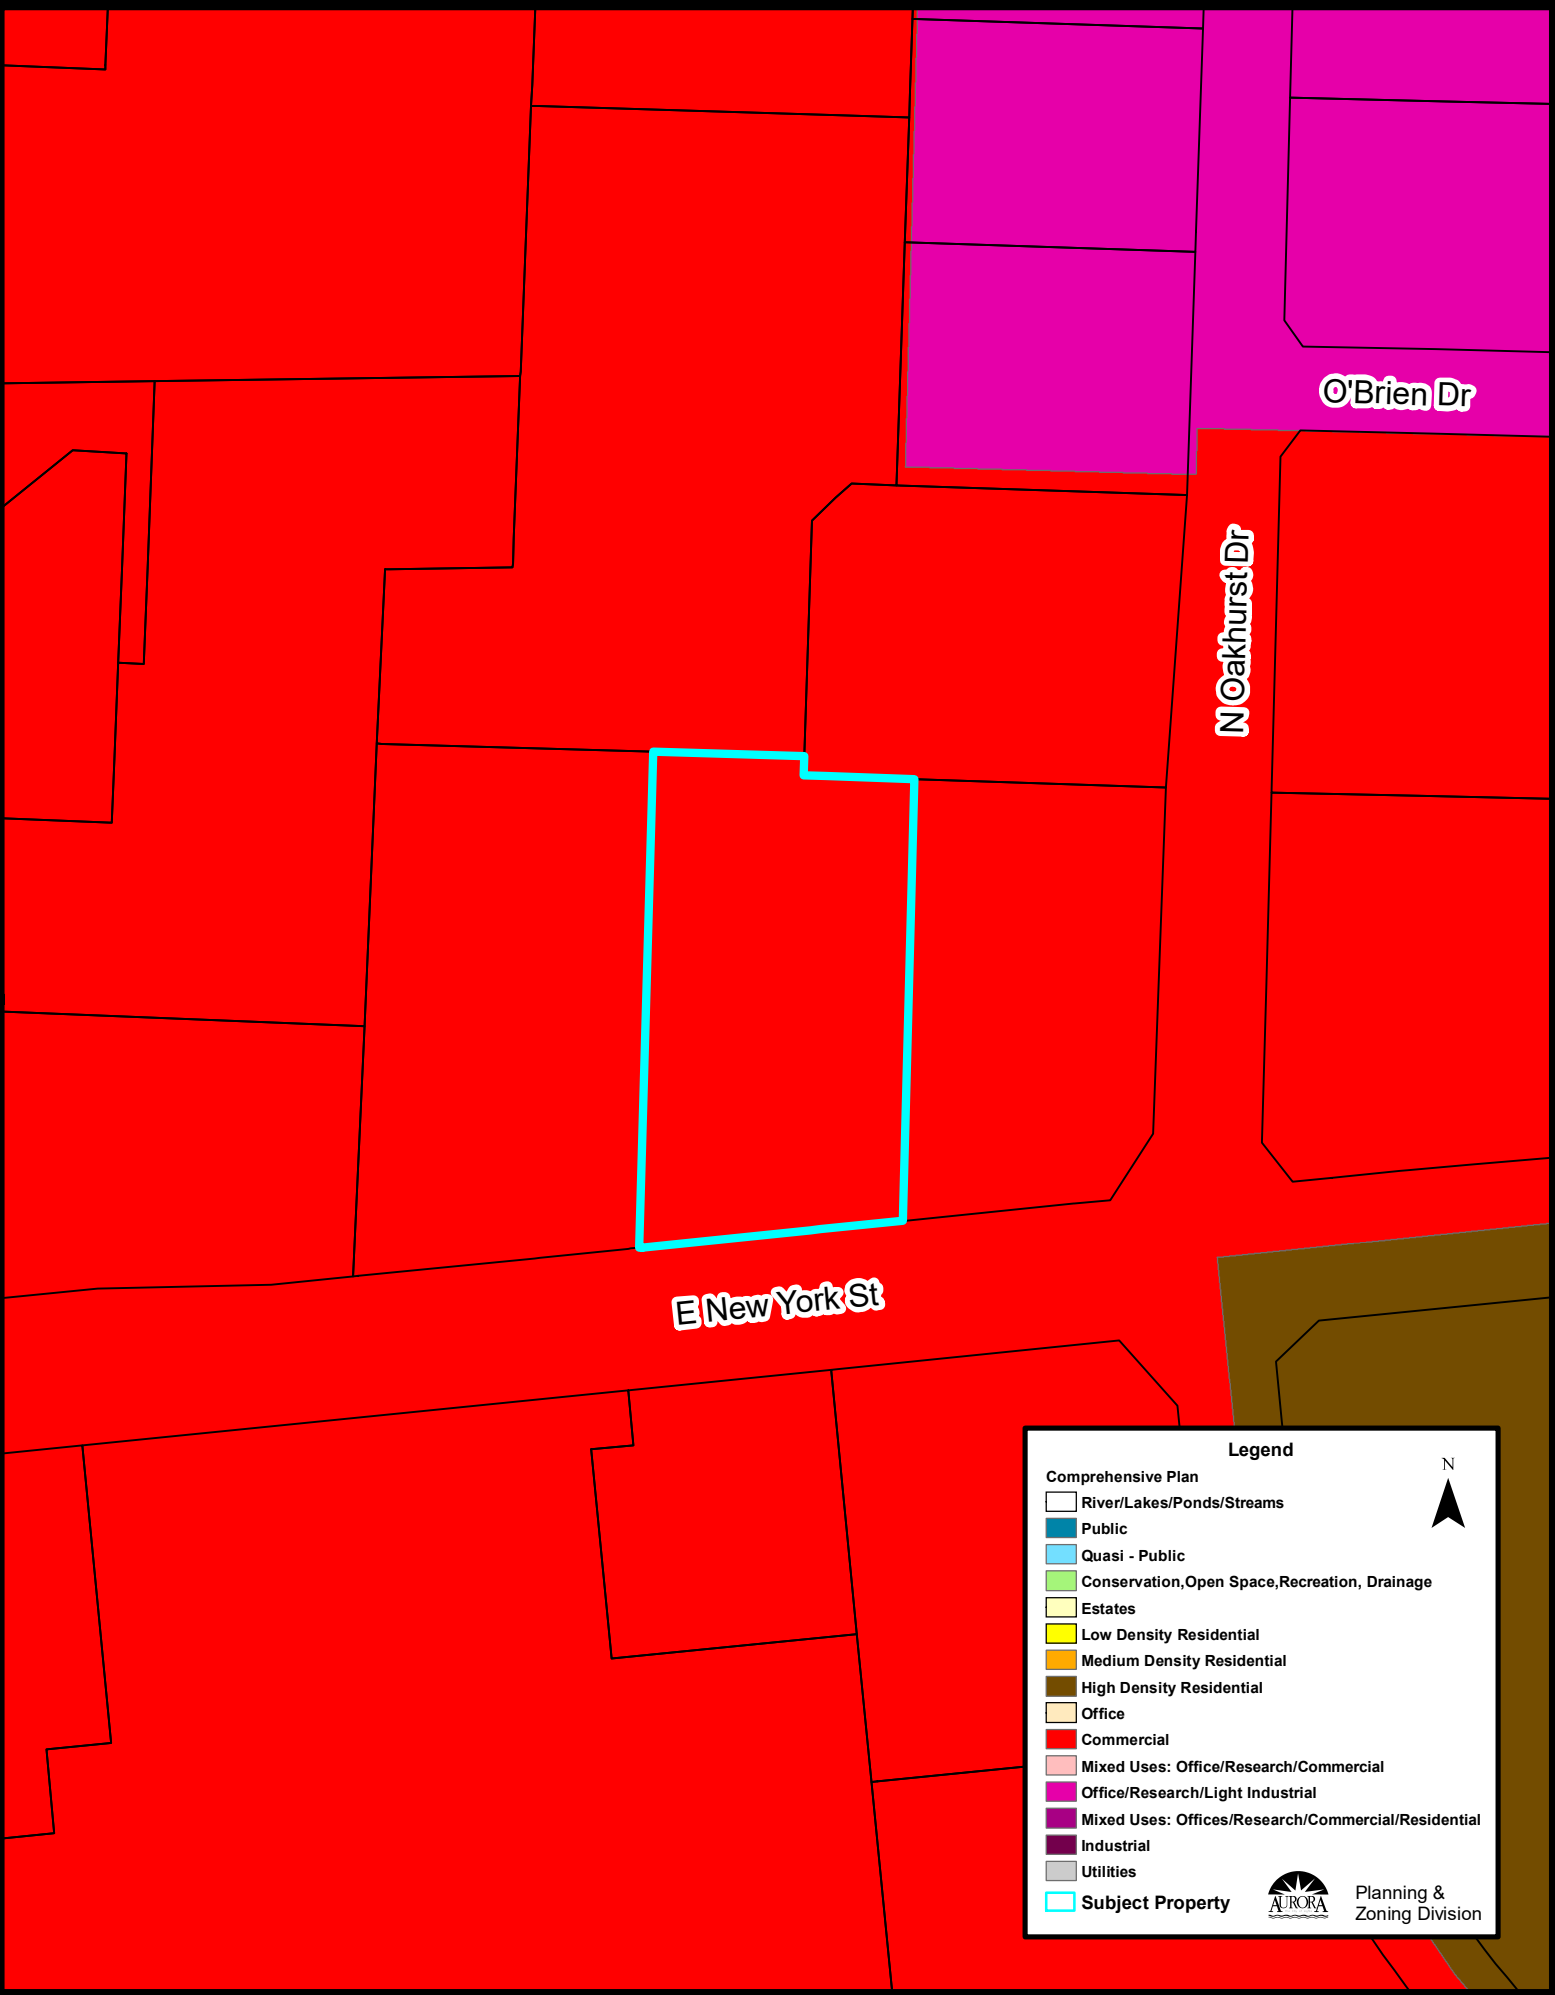 O'Brien Dr
N Oakhurst Dr
E New York St
Legend
N
Comprehensive Plan
River/Lakes/Ponds/Streams
Public
Quasi - Public
Conservation,Open Space,Recreation, Drainage
Estates
Low Density Residential
Medium Density Residential
High Density Residential
Office
Commercial
Mixed Uses: Office/Research/Commercial
Office/Research/Light Industrial
Mixed Uses: Offices/Research/Commercial/Residential
Industrial
Utilities
Subject Property
AURORA
Planning &
Zoning Division